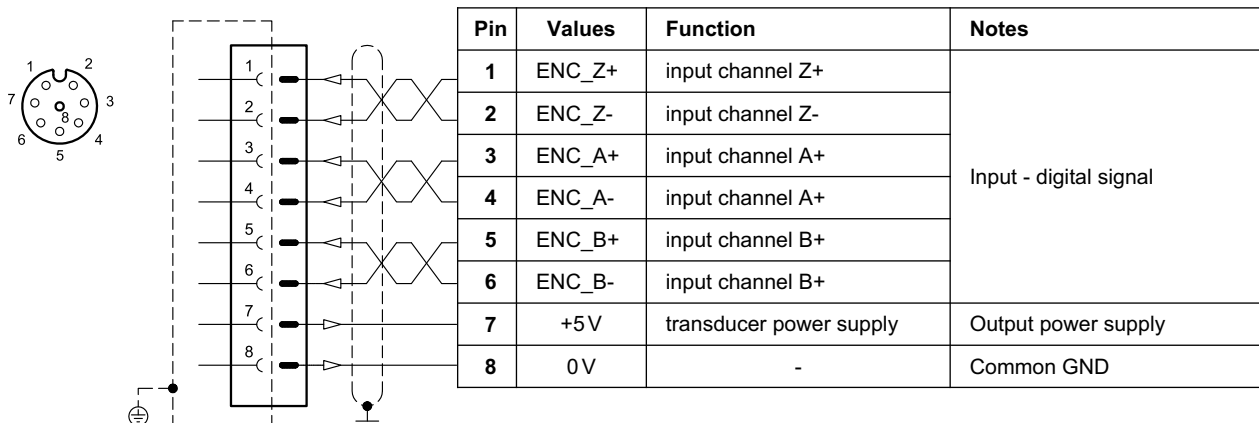 1 2
7 3
8
6 4
5
1
2
3
4
5
6
7
8
Pin Values Function Notes
1 ENC_Z+ input channel Z+
2 ENC_Z- input channel Z-
3 ENC_A+ input channel A+
Input - digital signal
4 ENC_A- input channel A+
5 ENC_B+ input channel B+
6 ENC_B- input channel B+
7 +5V transducer power supply Output power supply
8 0V - Common GND